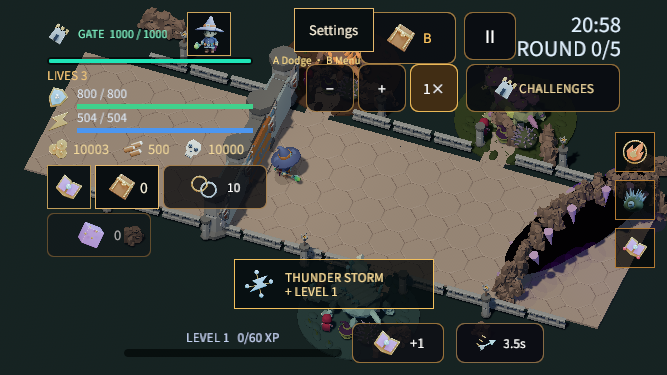 GATE 1000 / 1000
Settings
B
20:58
ROUND 0/5
A Dodge • B Menu
LIVES 3
800 / 800
504 / 504
− + 1×
CHALLENGES
10003 500 10000
0 10
0
THUNDER STORM
+ LEVEL 1
LEVEL 1 0/60 XP
+1
3.5s